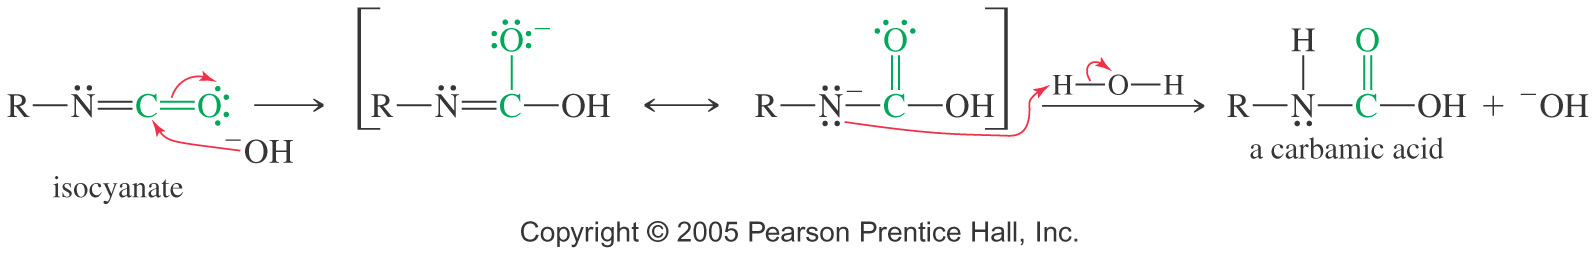 R—N̈=C=O: → [R—N̈=C(—Ö:⁻)—OH ↔ R—N̈⁻—C(=O)—OH] H—O—H → R—N̈(—H)—C(=O)—OH + ⁻OH
⁻OH
isocyanate
a carbamic acid
Copyright © 2005 Pearson Prentice Hall, Inc.